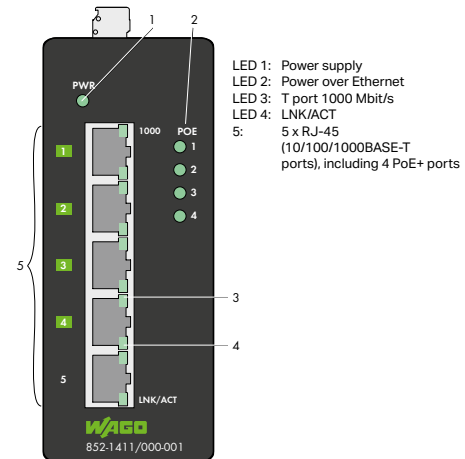 1
2
PWR
1000
POE
1
2
3
4
1
2
3
4
5
5
3
4
LNK/ACT
WAGO
852-1411/000-001
LED 1: Power supply
LED 2: Power over Ethernet
LED 3: T port 1000 Mbit/s
LED 4: LNK/ACT
5: 5 x RJ-45
(10/100/1000BASE-T
ports), including 4 PoE+ ports